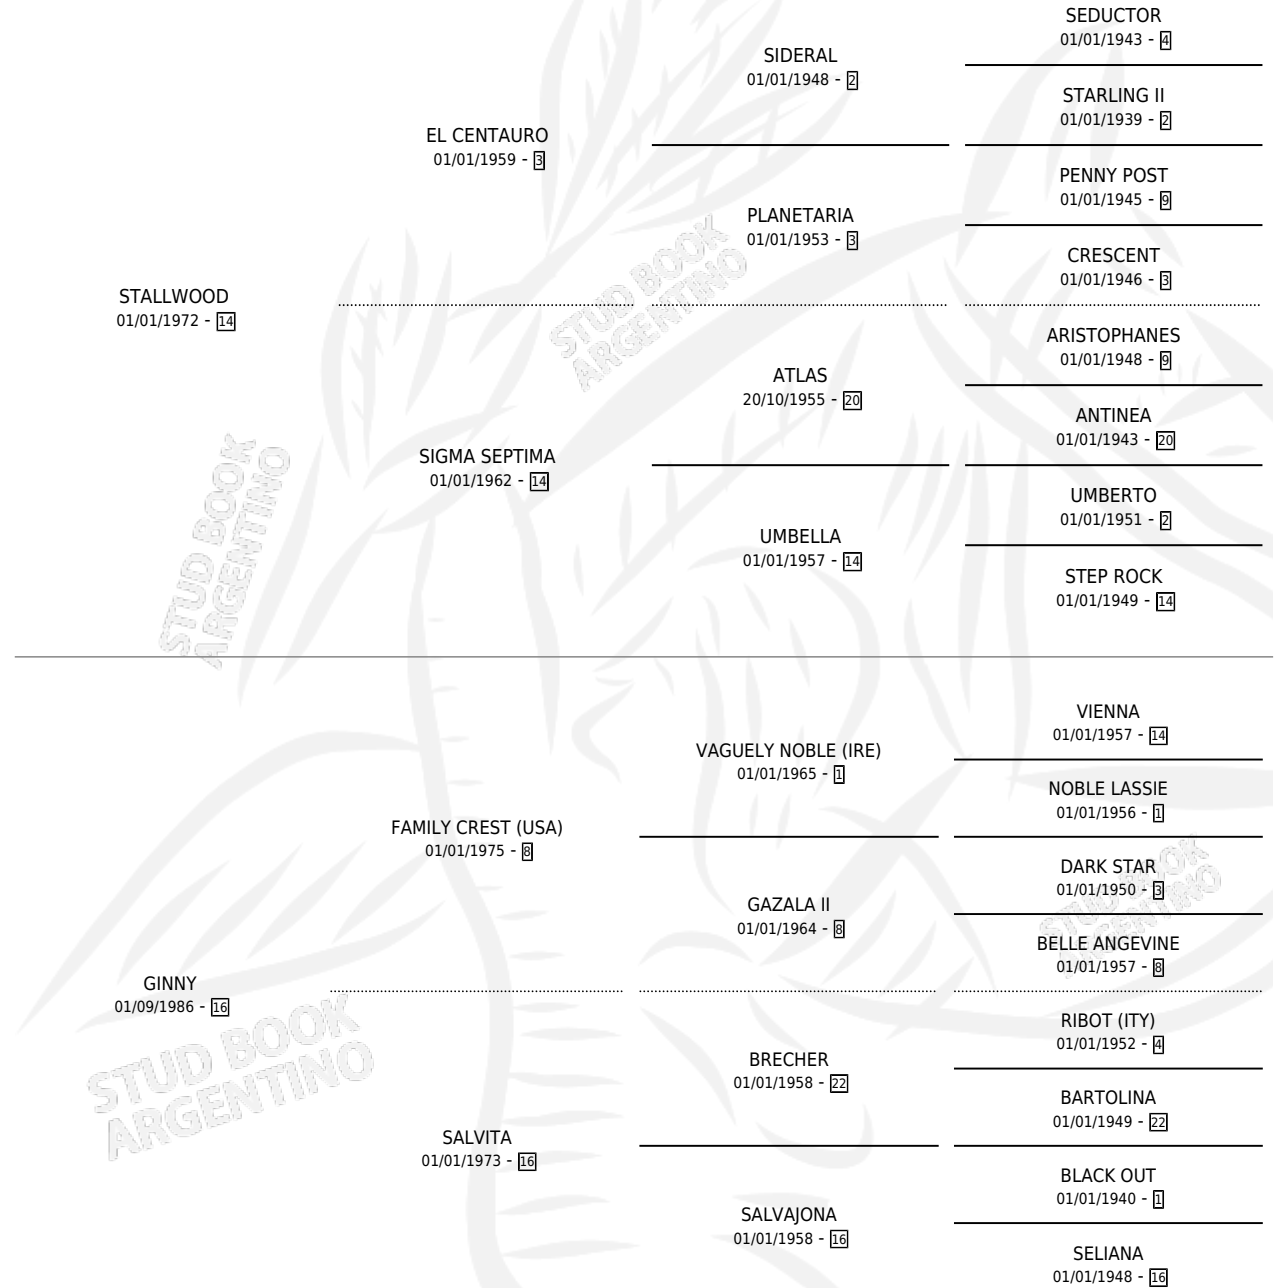 SEDUCTOR
01/01/1943 - 4
SIDERAL
01/01/1948 - 2
STARLING II
01/01/1939 - 2
EL CENTAURO
01/01/1959 - 3
PENNY POST
01/01/1945 - 9
PLANETARIA
01/01/1953 - 3
CRESCENT
01/01/1946 - 3
STALLWOOD
01/01/1972 - 14
ARISTOPHANES
01/01/1948 - 9
ATLAS
20/10/1955 - 20
ANTINEA
01/01/1943 - 20
SIGMA SEPTIMA
01/01/1962 - 14
UMBERTO
01/01/1951 - 2
UMBELLA
01/01/1957 - 14
STEP ROCK
01/01/1949 - 14
VIENNA
01/01/1957 - 14
VAGUELY NOBLE (IRE)
01/01/1965 - 1
NOBLE LASSIE
01/01/1956 - 1
FAMILY CREST (USA)
01/01/1975 - 8
DARK STAR
01/01/1950 - 3
GAZALA II
01/01/1964 - 8
BELLE ANGEVINE
01/01/1957 - 8
GINNY
01/09/1986 - 16
RIBOT (ITY)
01/01/1952 - 4
BRECHER
01/01/1958 - 22
BARTOLINA
01/01/1949 - 22
SALVITA
01/01/1973 - 16
BLACK OUT
01/01/1940 - 1
SALVAJONA
01/01/1958 - 16
SELIANA
01/01/1948 - 16
STUD BOOK
ARGENTINO
STUD BOOK
ARGENTINO
STUD BOOK
ARGENTINO
STUD BOOK
ARGENTINO